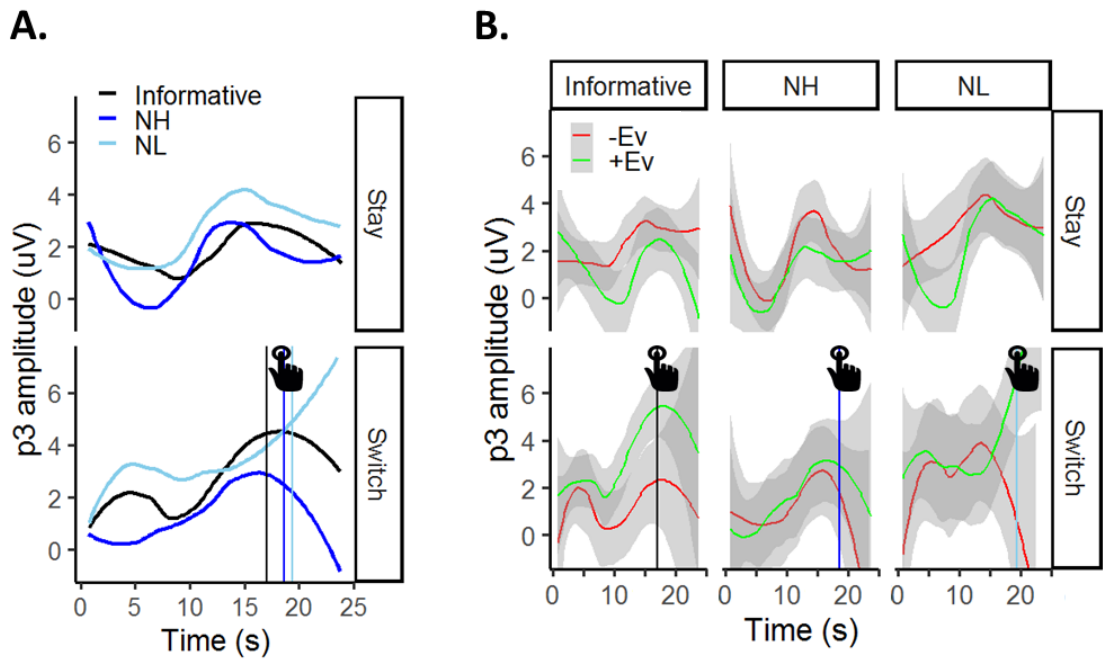 A.
Informative
NH
NL
6
4
2
0
Stay
6
4
2
0
Switch
p3 amplitude (uV)
0 5 10 15 20 25
Time (s)
B.
Informative NH NL
-Ev
+Ev
6
4
2
0
Stay
6
4
2
0
Switch
p3 amplitude (uV)
0 10 20 0 10 20 0 10 20
Time (s)